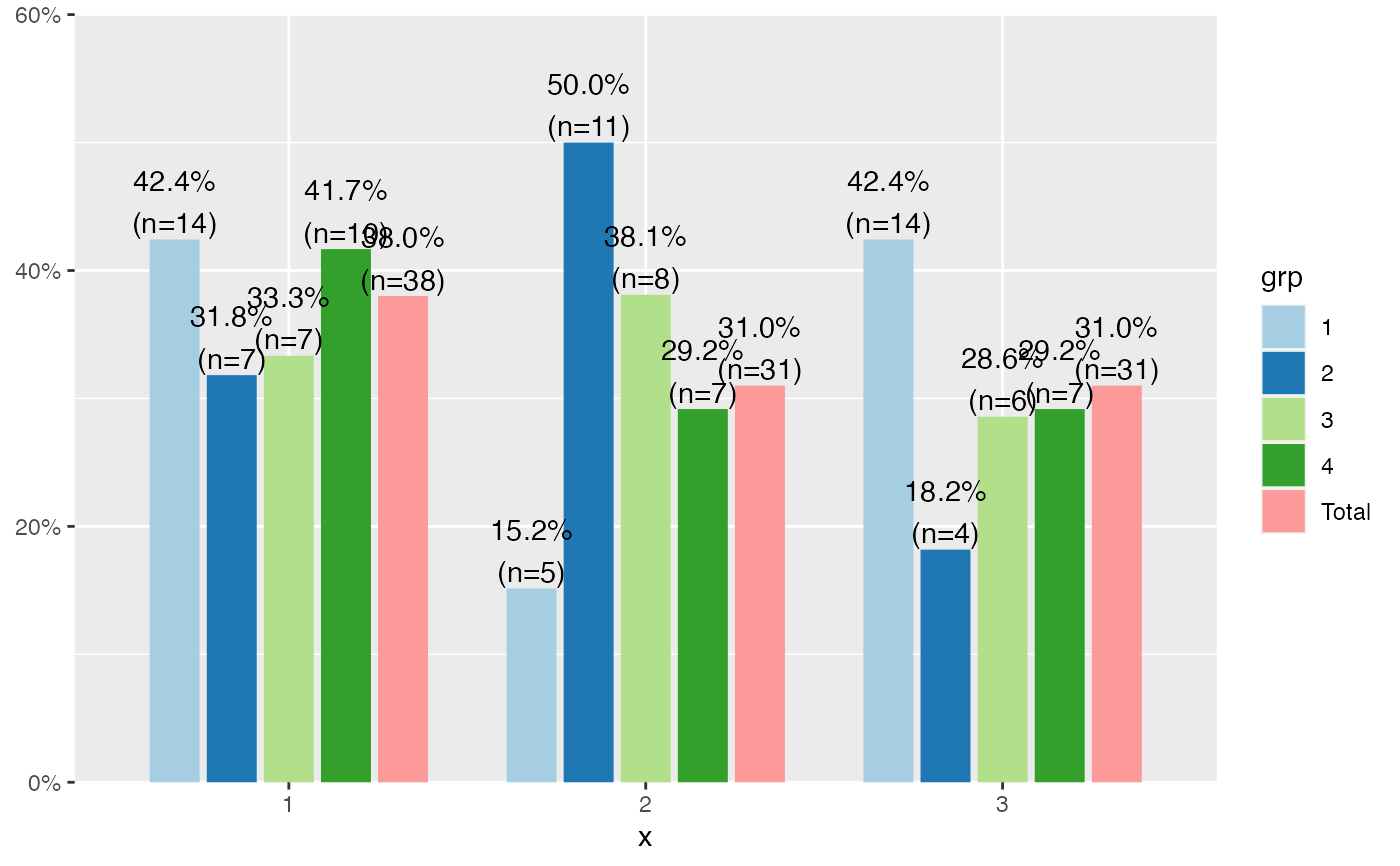 60%
40%
20%
0%
42.4%
(n=14)
31.8%
(n=7)
33.3%
(n=7)
41.7%
(n=10)
38.0%
(n=38)
15.2%
(n=5)
50.0%
(n=11)
38.1%
(n=8)
29.2%
(n=7)
31.0%
(n=31)
42.4%
(n=14)
18.2%
(n=4)
28.6%
(n=6)
29.2%
(n=7)
31.0%
(n=31)
1
2
3
x
grp
1
2
3
4
Total